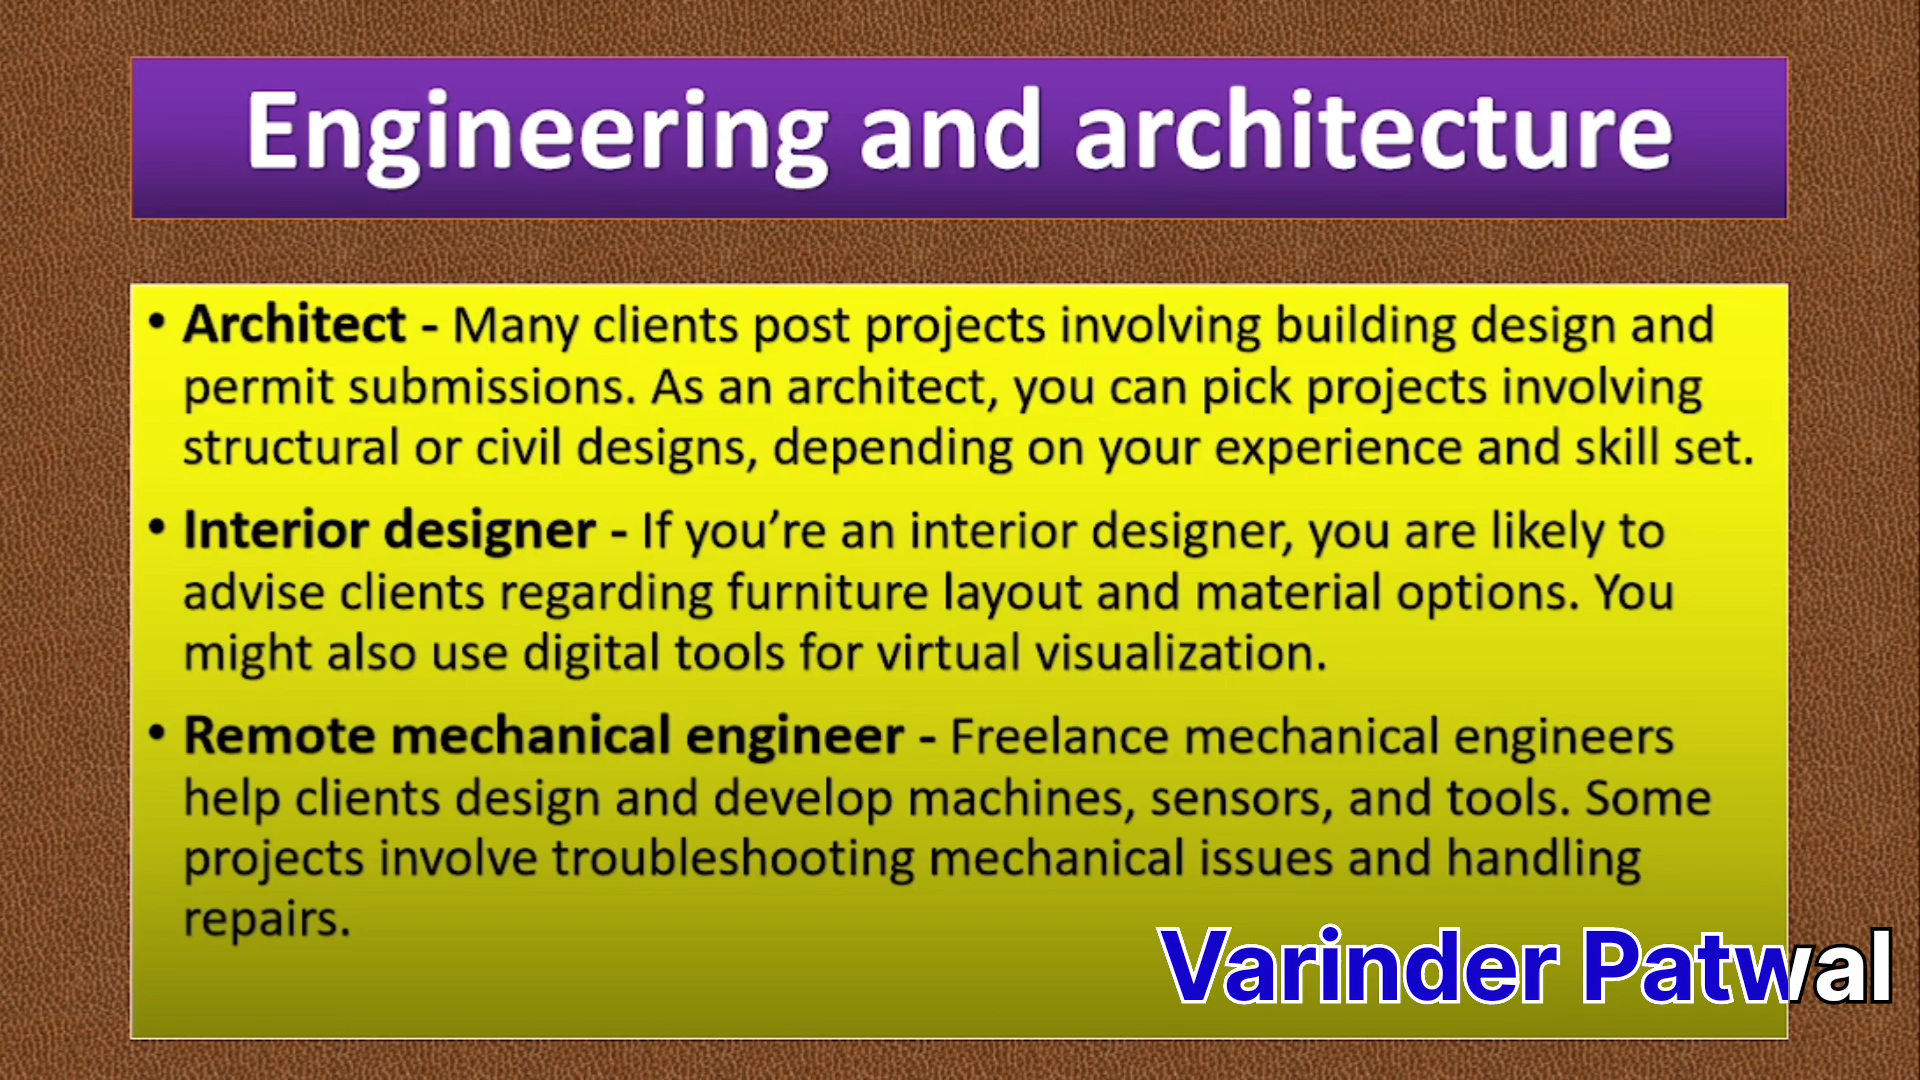 Engineering and architecture
• Architect - Many clients post projects involving building design and
permit submissions. As an architect, you can pick projects involving
structural or civil designs, depending on your experience and skill set.
• Interior designer - If you’re an interior designer, you are likely to
advise clients regarding furniture layout and material options. You
might also use digital tools for virtual visualization.
• Remote mechanical engineer - Freelance mechanical engineers
help clients design and develop machines, sensors, and tools. Some
projects involve troubleshooting mechanical issues and handling
repairs.
Varinder Patwal